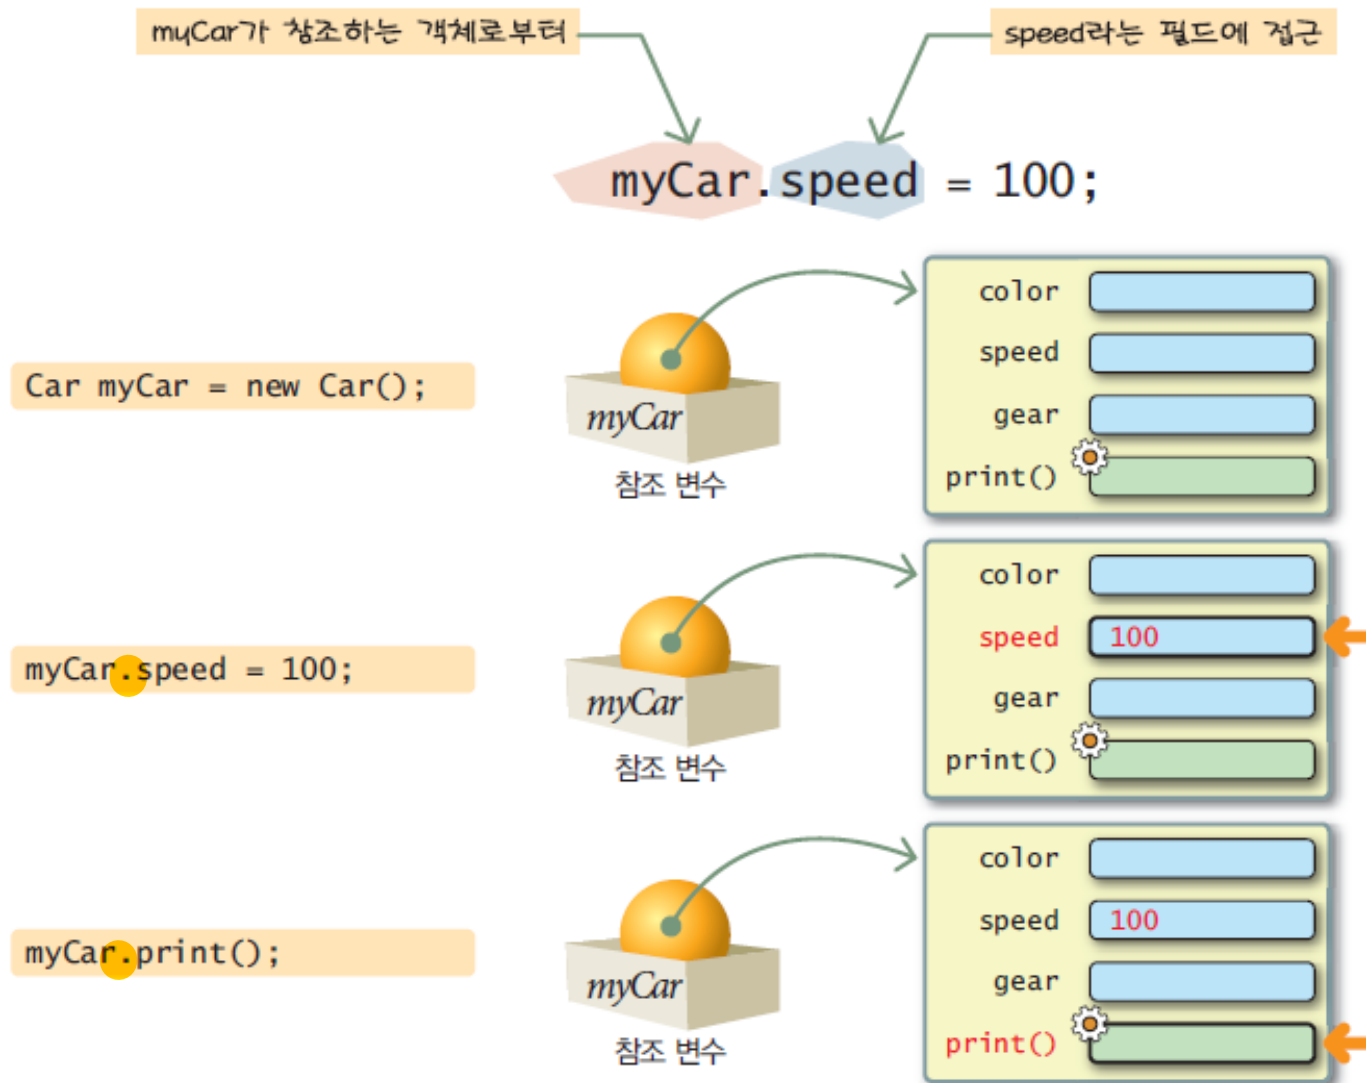 myCar가 참조하는 객체로부터
speed라는 필드에 접근
myCar.speed = 100;
Car myCar = new Car();
myCar
참조 변수
color
speed
gear
print()
myCar.speed = 100;
myCar
참조 변수
color
speed 100
gear
print()
myCar.print();
myCar
참조 변수
color
speed 100
gear
print()